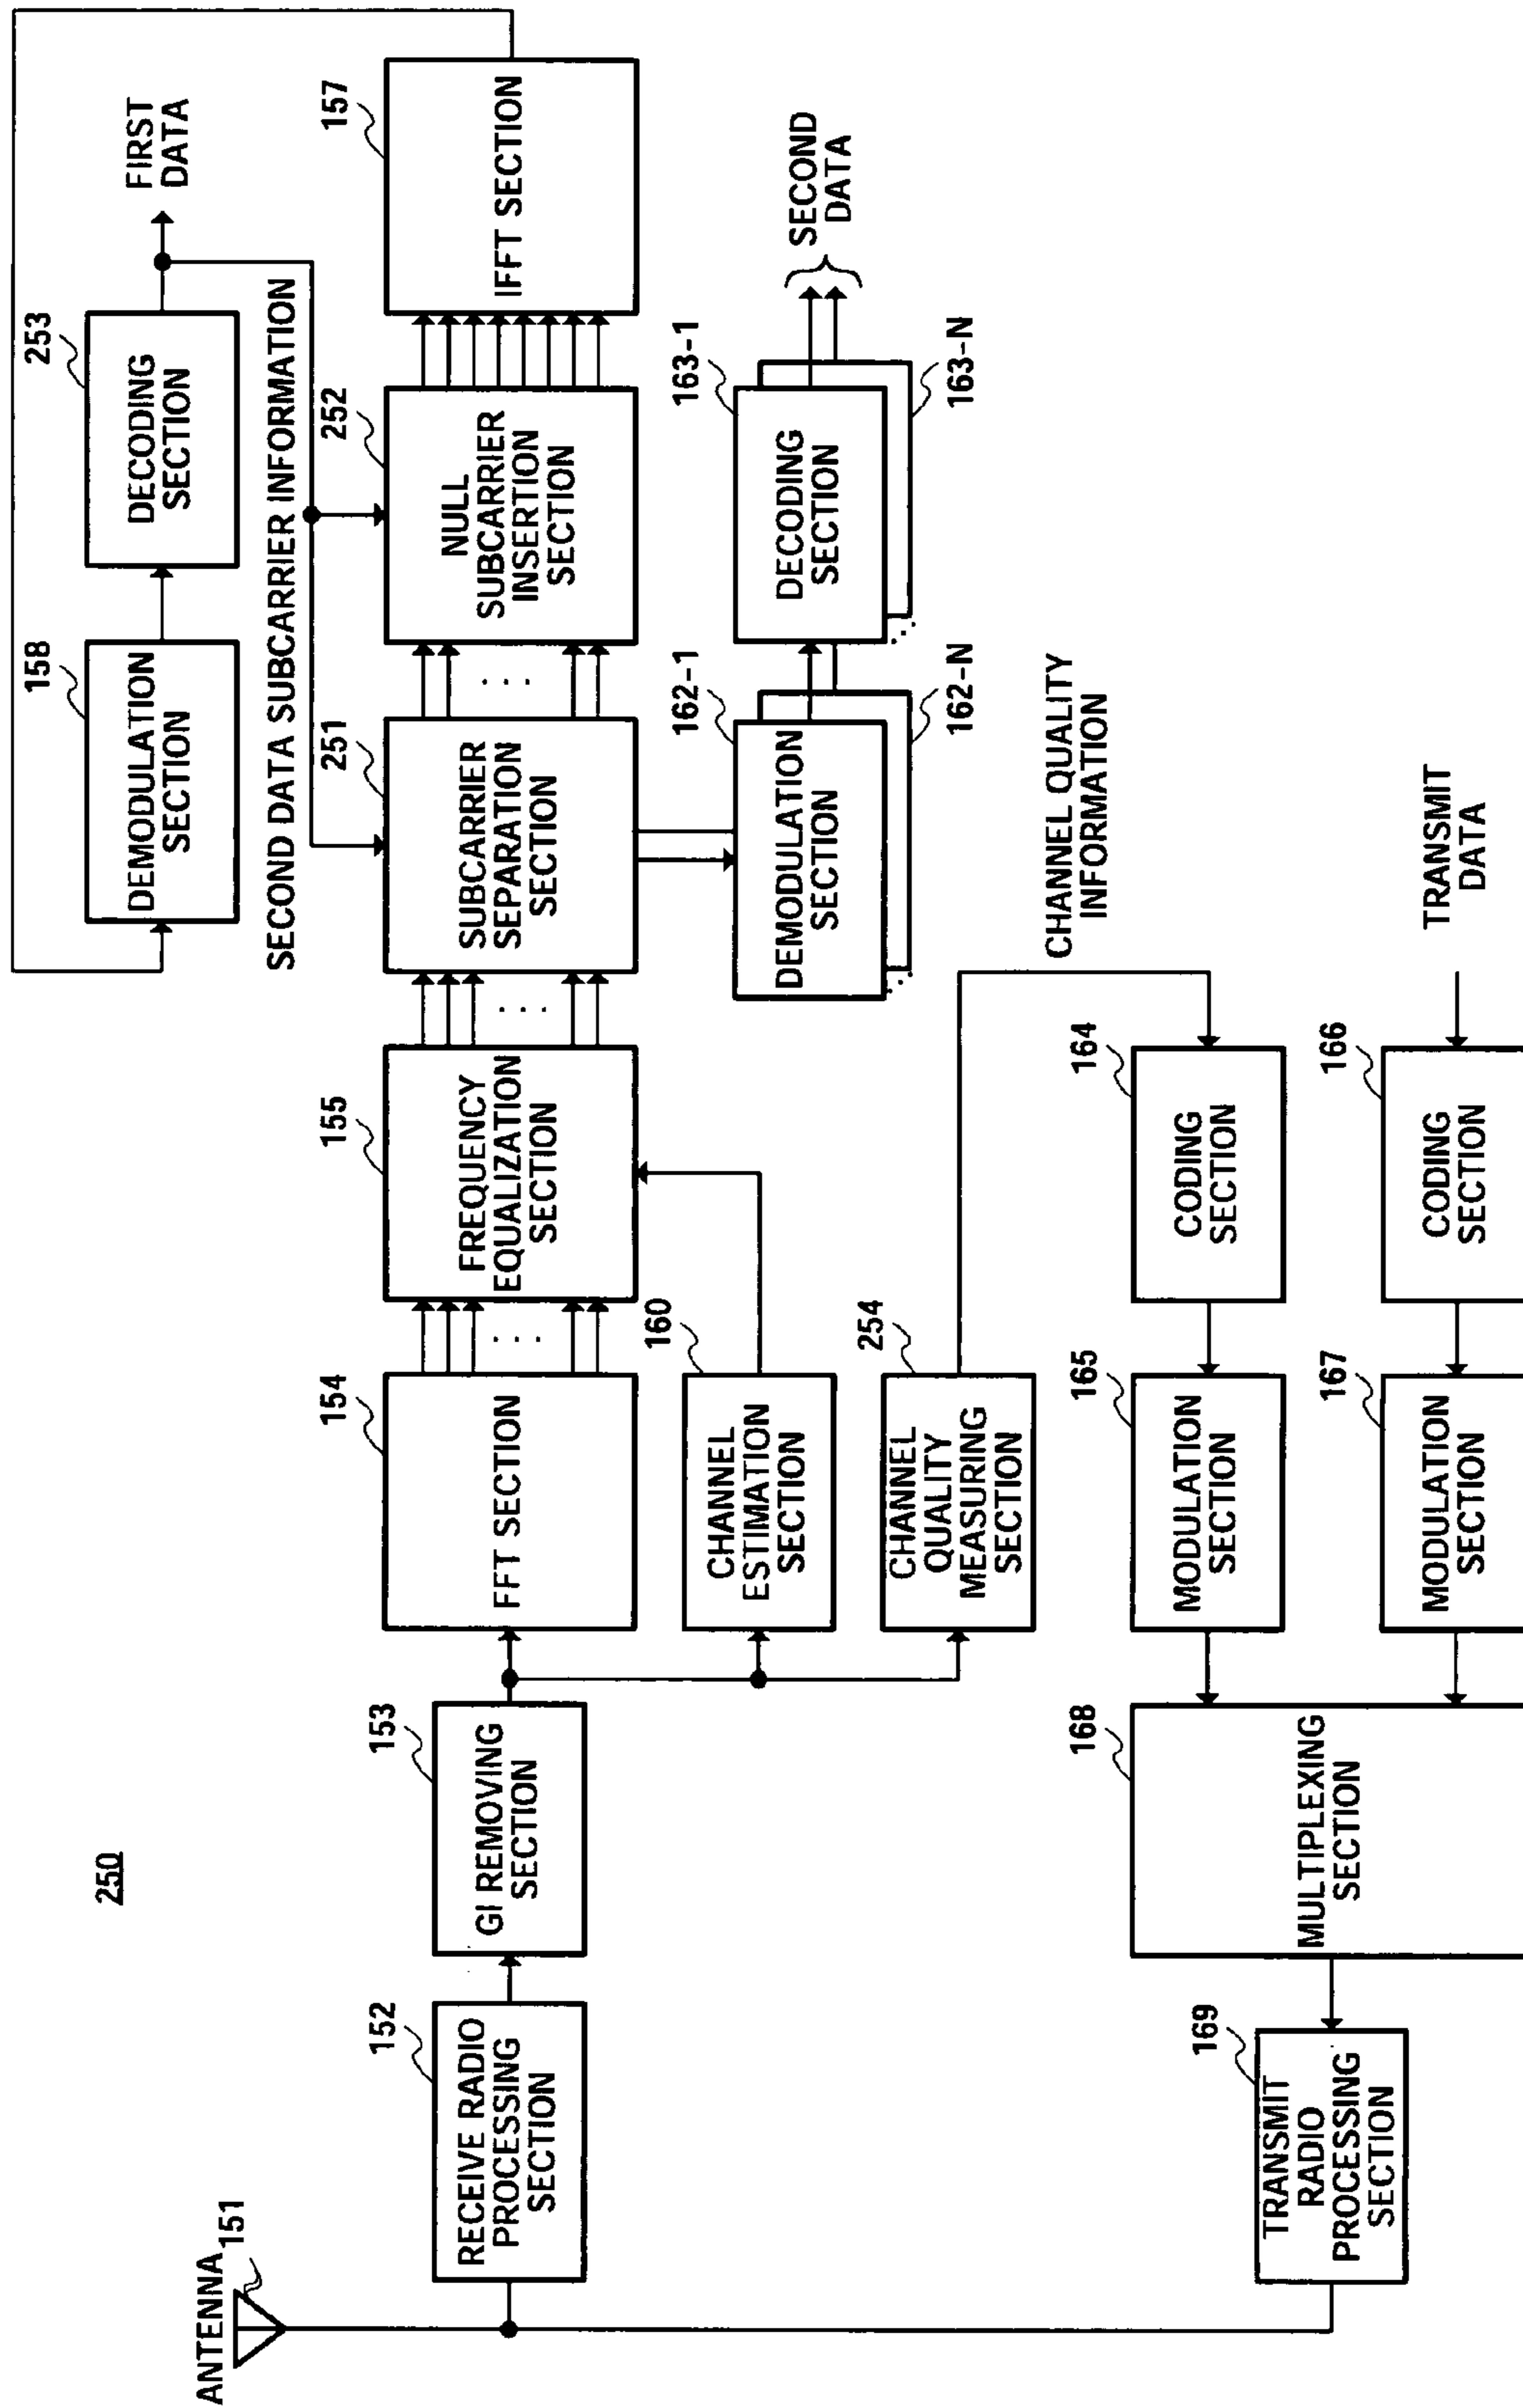 250
ANTENNA
151
RECEIVE RADIO
PROCESSING
SECTION
152
GI REMOVING
SECTION
153
FFT SECTION
154
FREQUENCY
EQUALIZATION
SECTION
155
SUBCARRIER
SEPARATION
SECTION
251
NULL
SUBCARRIER
INSERTION
SECTION
252
IFFT SECTION
157
DEMODULATION
SECTION
158
DECODING
SECTION
253
FIRST
DATA
SECOND DATA SUBCARRIER INFORMATION
CHANNEL
ESTIMATION
SECTION
160
CHANNEL
QUALITY
MEASURING
SECTION
254
DEMODULATION
SECTION
162-1
162-N
DECODING
SECTION
163-1
163-N
SECOND
DATA
CHANNEL QUALITY
INFORMATION
CODING
SECTION
164
MODULATION
SECTION
165
TRANSMIT
DATA
CODING
SECTION
166
MODULATION
SECTION
167
MULTIPLEXING
SECTION
168
TRANSMIT
RADIO
PROCESSING
SECTION
169